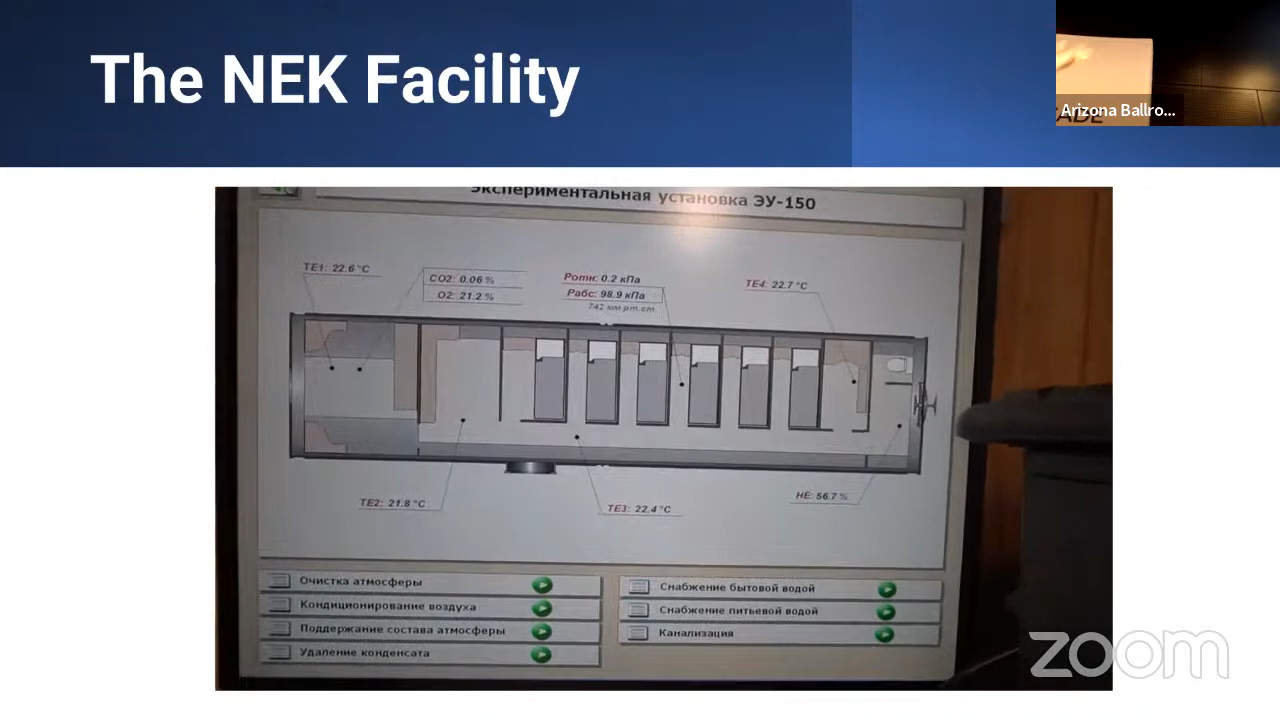 The NEK Facility
Arizona Ballro...
Экспериментальная установка ЭУ-150
TE1: 22.6 °C
CO2: 0.06 %
O2: 21.2 %
Ротн: 0.2 кПа
Рабс: 98.9 кПа
742 мм рт.ст.
TE4: 22.7 °C
TE2: 21.8 °C
TE3: 22.4 °C
HE: 56.7 %
Очистка атмосферы
Кондиционирование воздуха
Поддержание состава атмосферы
Удаление конденсата
Снабжение бытовой водой
Снабжение питьевой водой
Канализация
zoom